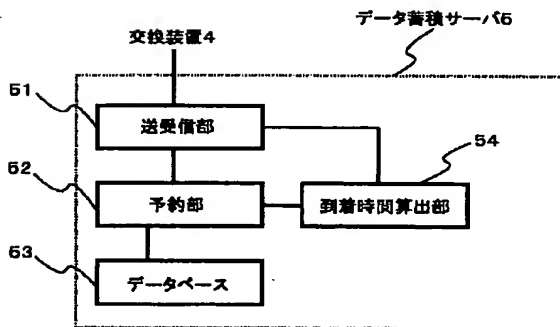 データ蓄積サーバ5
交換装置4
51
送受信部
54
52
予約部
到着時間算出部
53
データベース